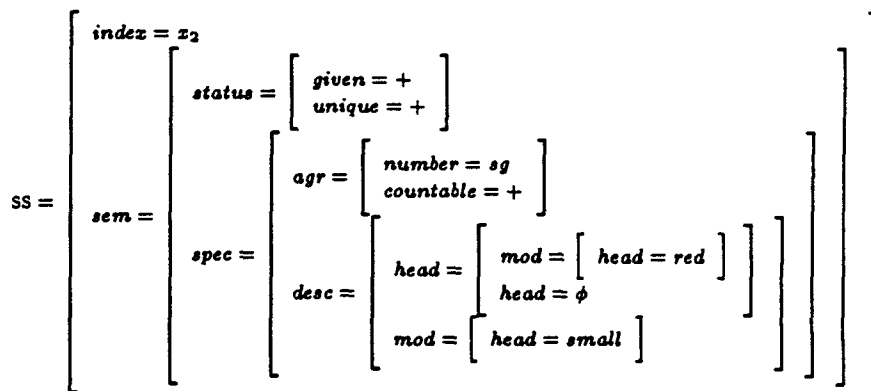 index = x₂
status = [ given = +
unique = + ]
agr = [ number = sg
countable = + ]
SS = [ sem = [
spec = [
head = [ mod = [ head = red ]
head = ϕ ]
desc = [
mod = [ head = small ]